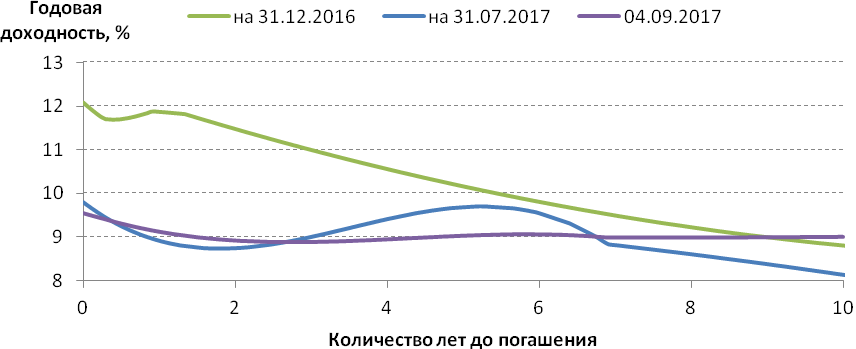 Годовая доходность, %
на 31.12.2016
на 31.07.2017
04.09.2017
13
12
11
10
9
8
0 2 4 6 8 10
Количество лет до погашения